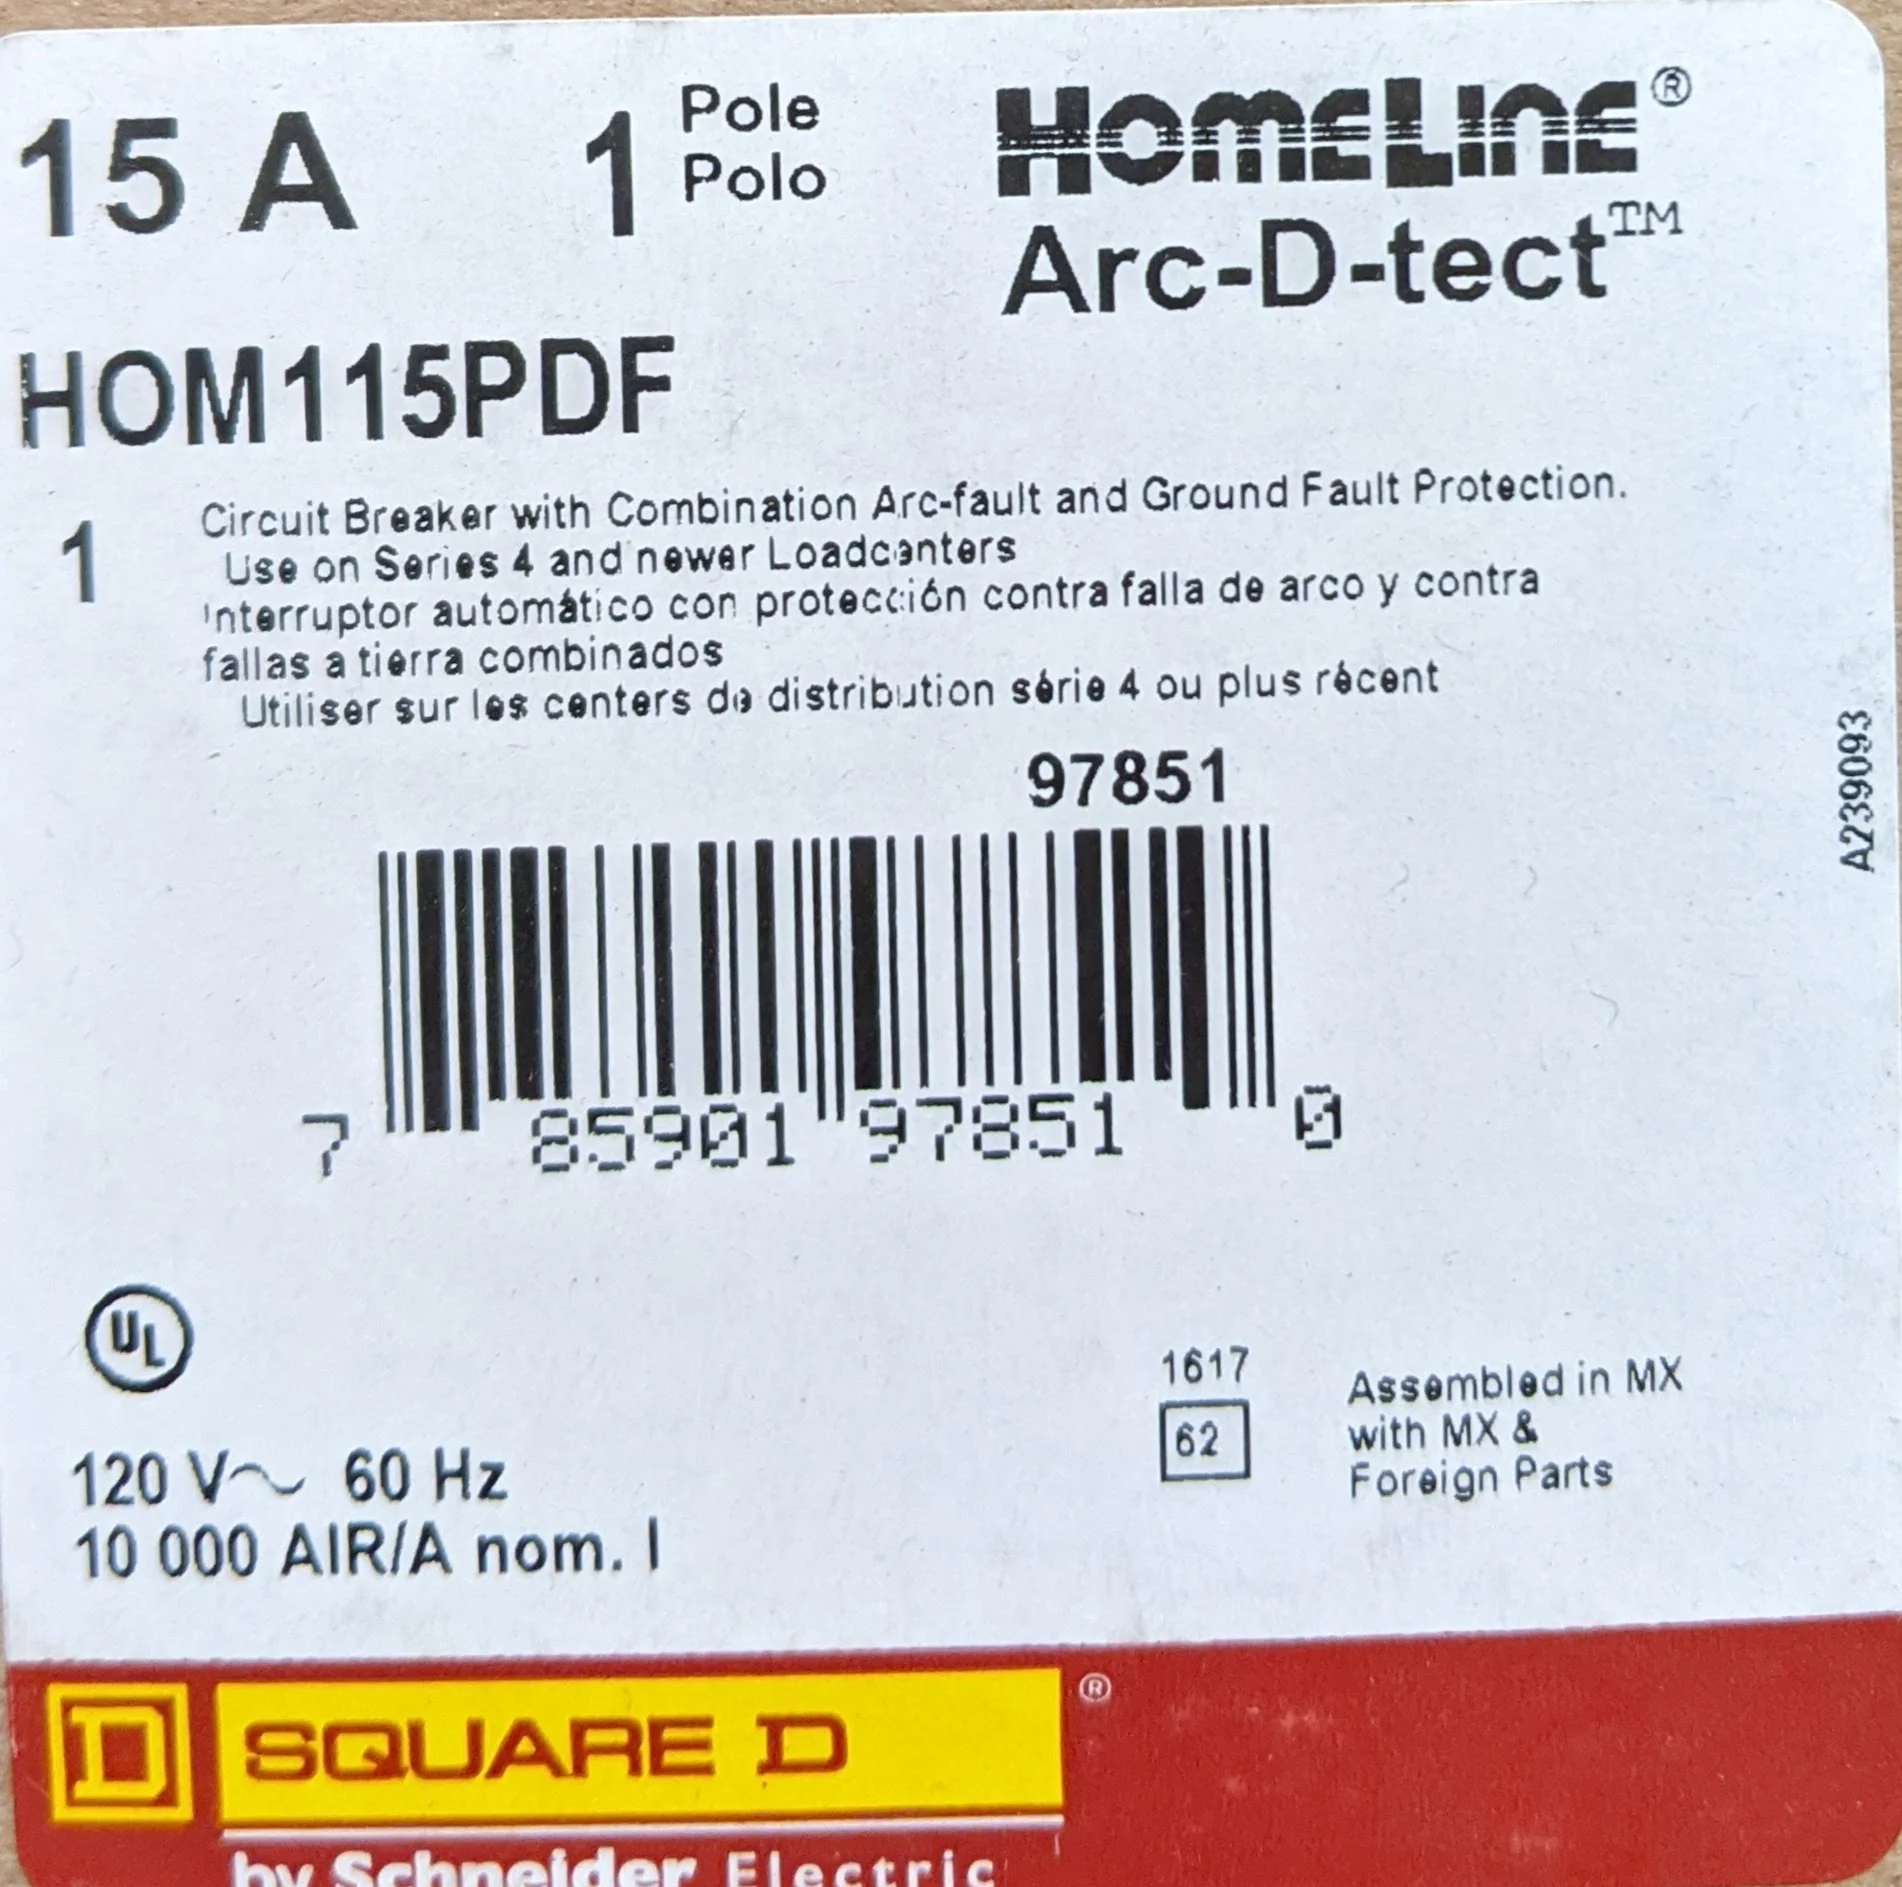 15 A 1 Pole Polo
HOMELINE®
Arc-D-tect™
HOM115PDF
1
Circuit Breaker with Combination Arc-fault and Ground Fault Protection.
Use on Series 4 and newer Loadcenters
Interruptor automático con protección contra falla de arco y contra
fallas a tierra combinados
Utiliser sur les centers de distribution série 4 ou plus récent
97851
7 85901 97851 0
A239093
UL
120 V~ 60 Hz
10 000 AIR/A nom. I
1617
62
Assembled in MX
with MX &
Foreign Parts
D SQUARE D®
by Schneider Electric